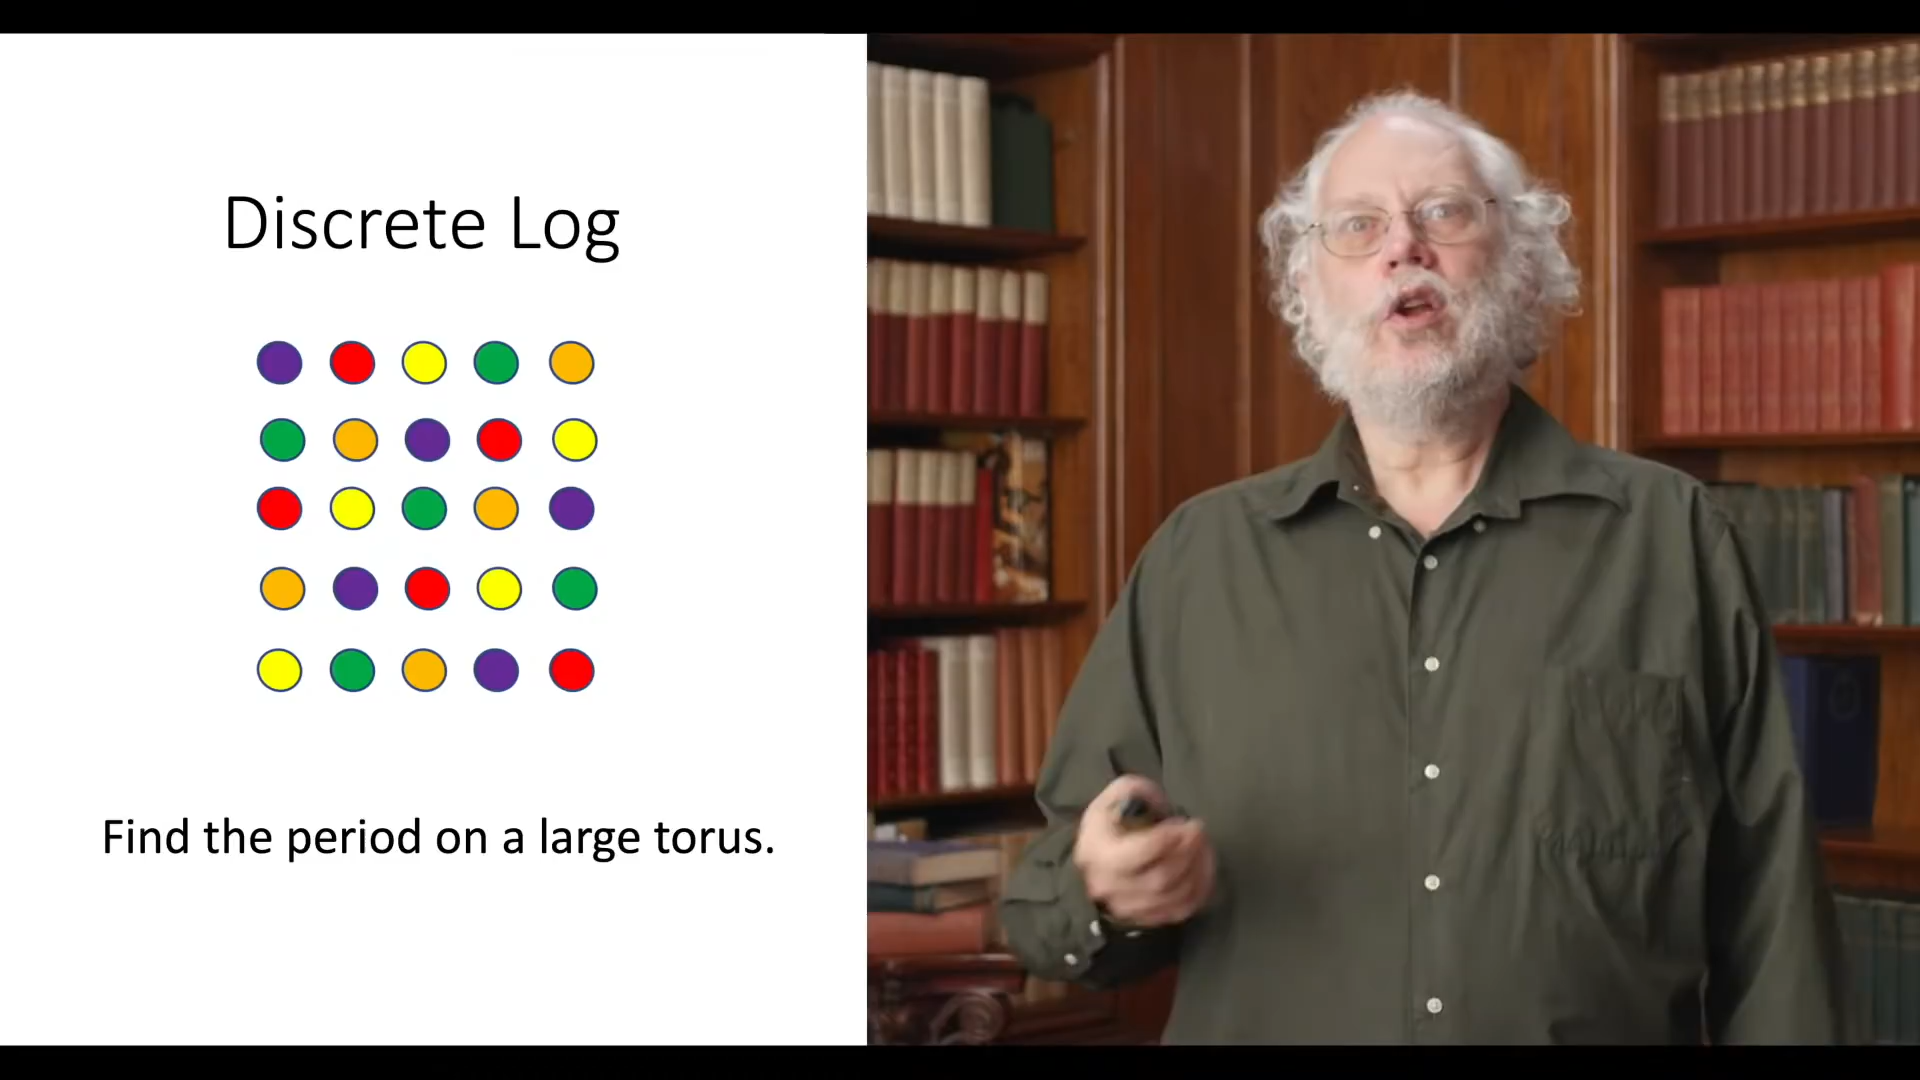 Discrete Log
Find the period on a large torus.